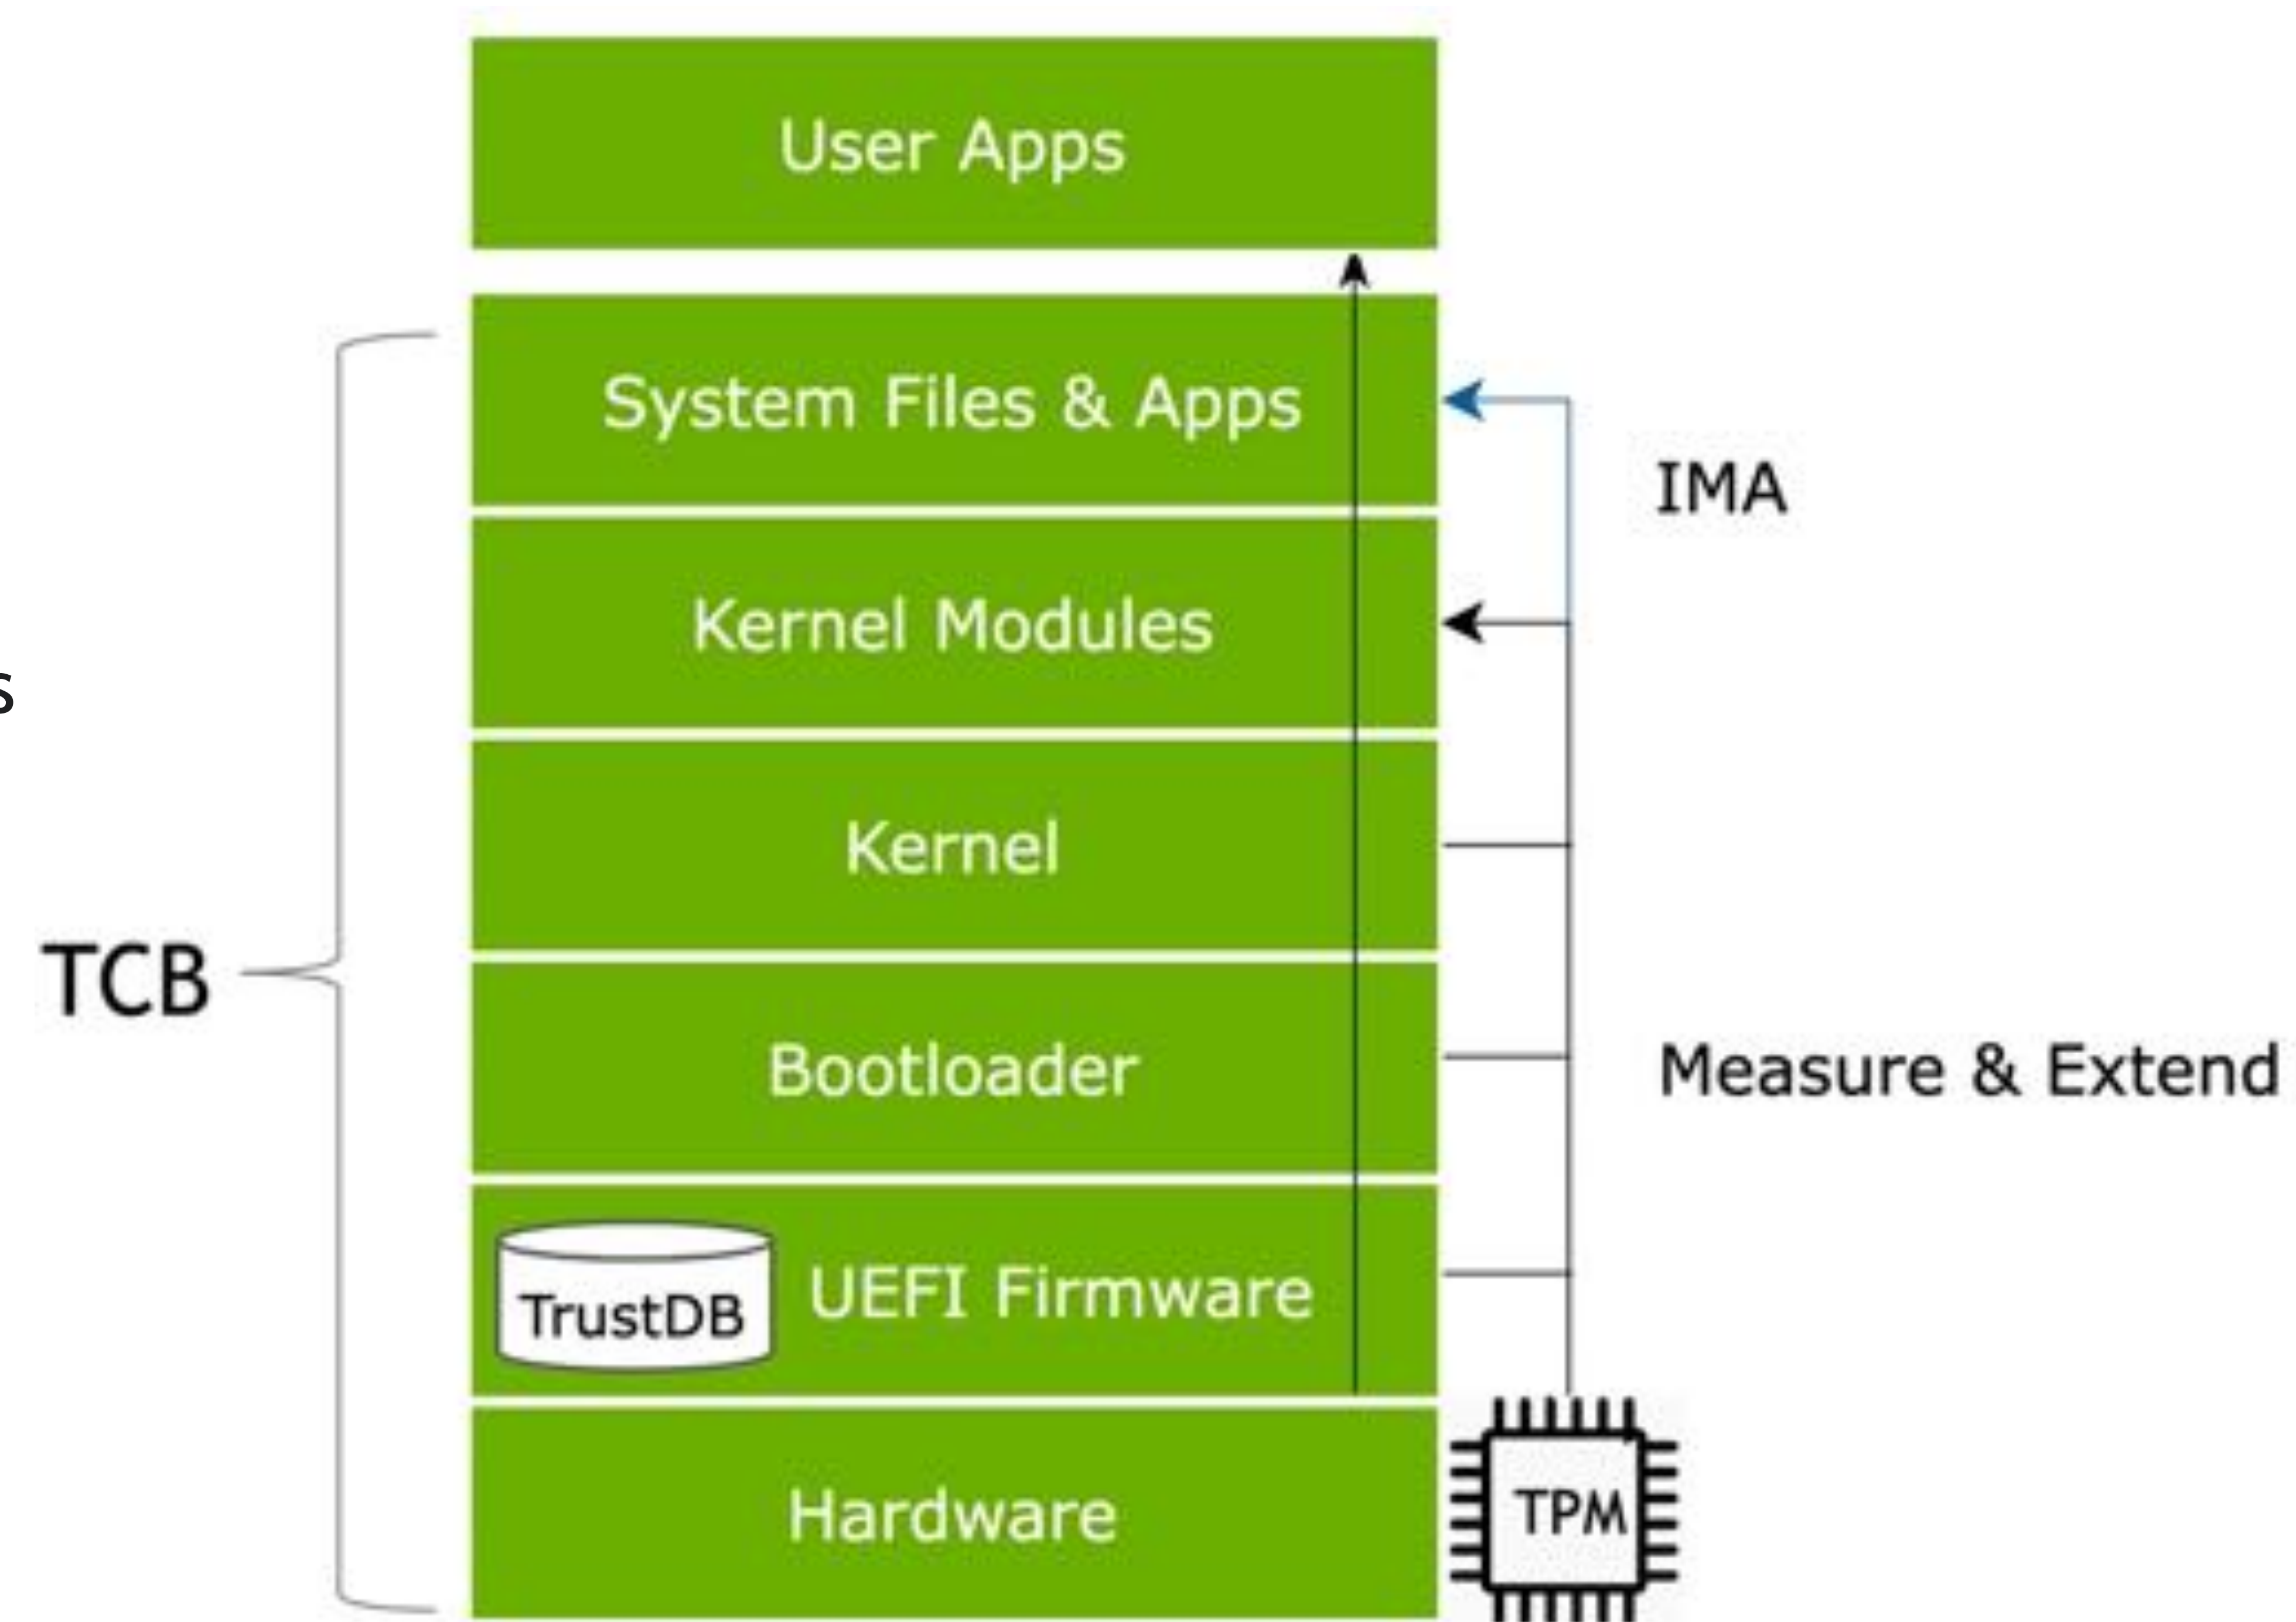 User Apps
System Files & Apps
IMA
Kernel Modules
s
Kernel
TCB
Bootloader
Measure & Extend
TrustDB
UEFI Firmware
Hardware
TPM